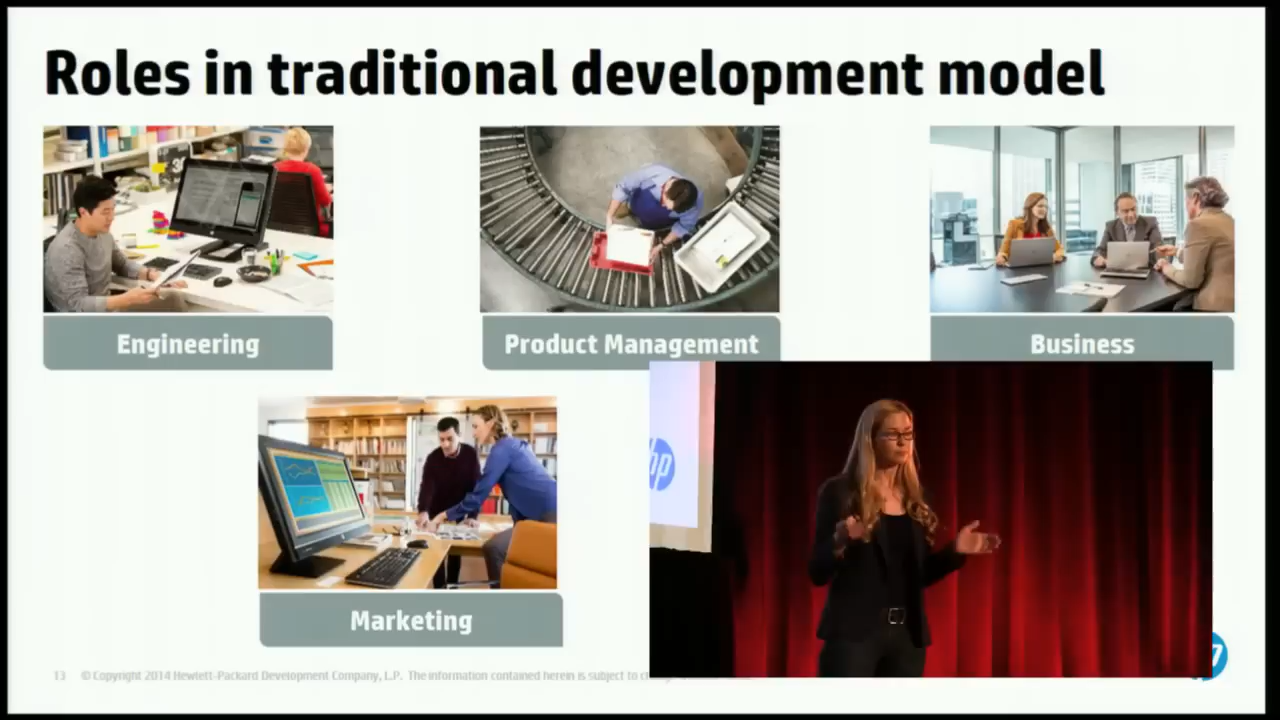 Roles in traditional development model
Engineering
Product Management
Business
Marketing
hp
13 © Copyright 2014 Hewlett-Packard Development Company, L.P. The information contained herein is subject to